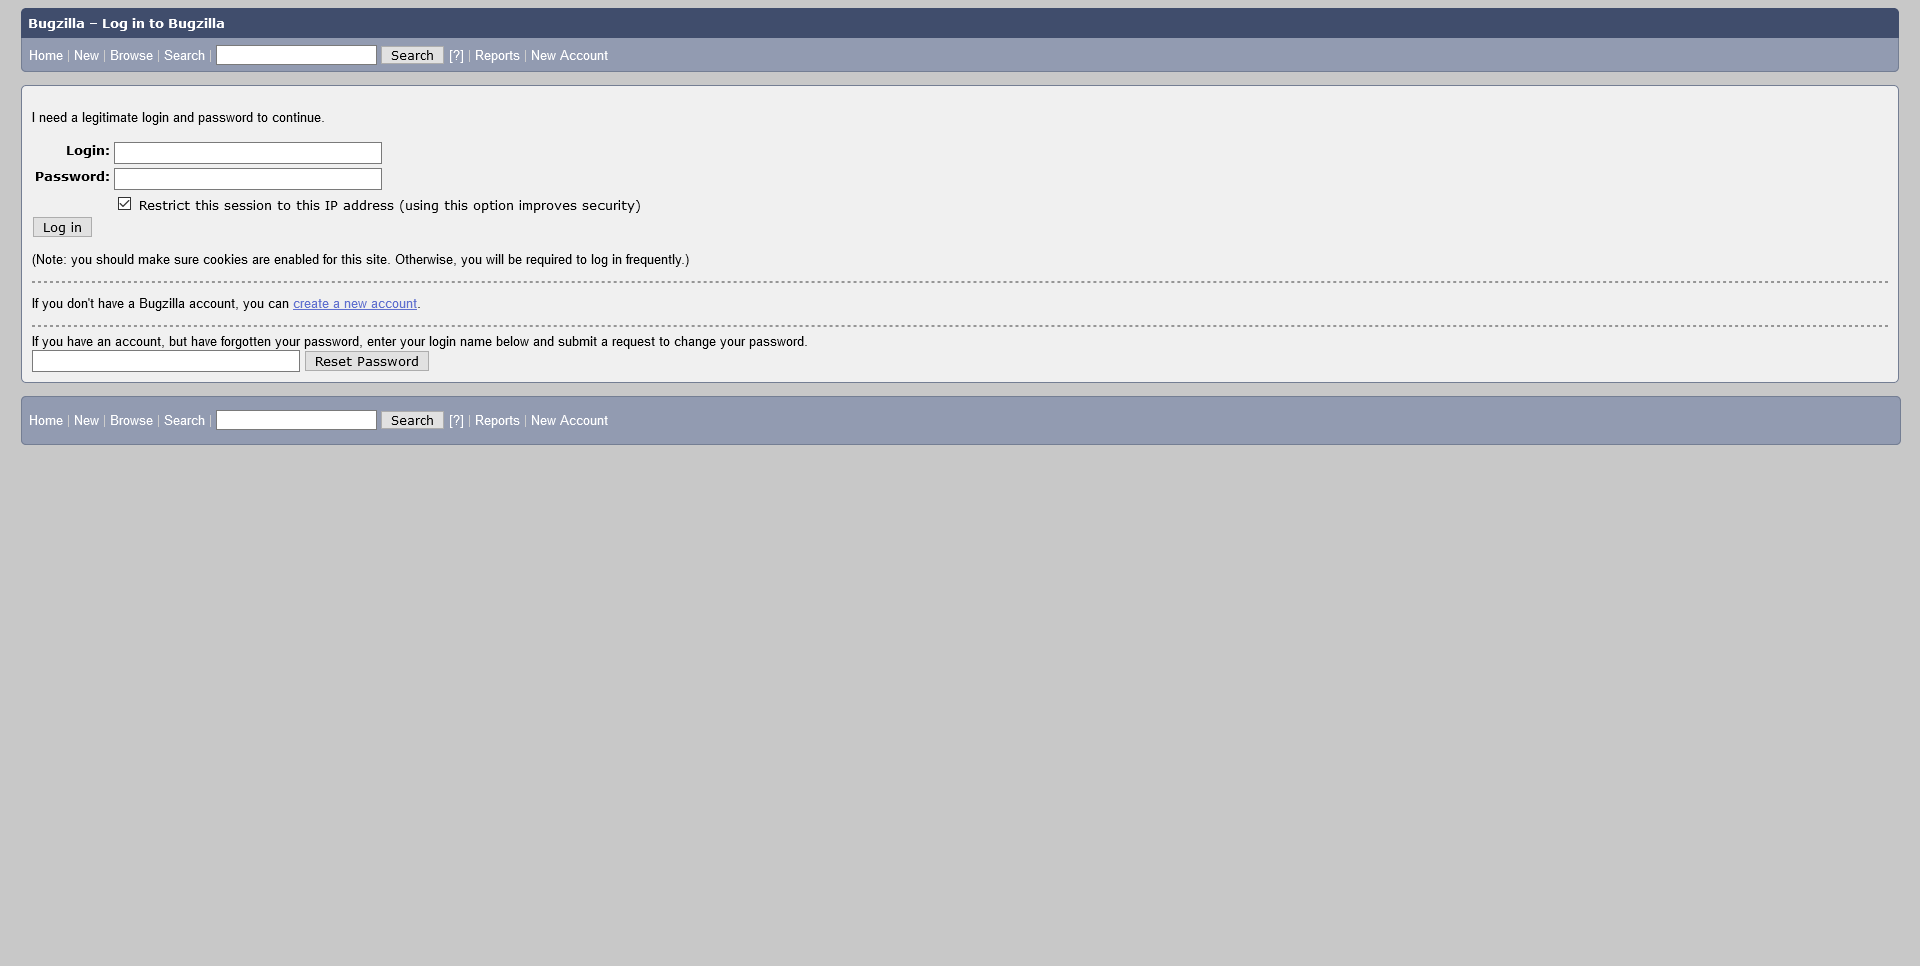 Bugzilla – Log in to Bugzilla
Home | New | Browse | Search | Search [?] | Reports | New Account
I need a legitimate login and password to continue.
Login:
Password:
Restrict this session to this IP address (using this option improves security)
Log in
(Note: you should make sure cookies are enabled for this site. Otherwise, you will be required to log in frequently.)
If you don't have a Bugzilla account, you can create a new account.
If you have an account, but have forgotten your password, enter your login name below and submit a request to change your password.
Reset Password
Home | New | Browse | Search | Search [?] | Reports | New Account